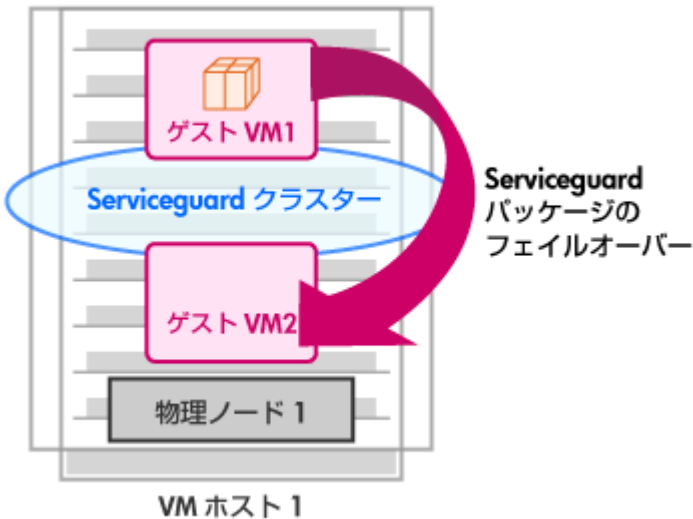 ゲスト VM1
Serviceguard クラスター
Serviceguard
パッケージの
フェイルオーバー
ゲスト VM2
物理ノード 1
VM ホスト 1